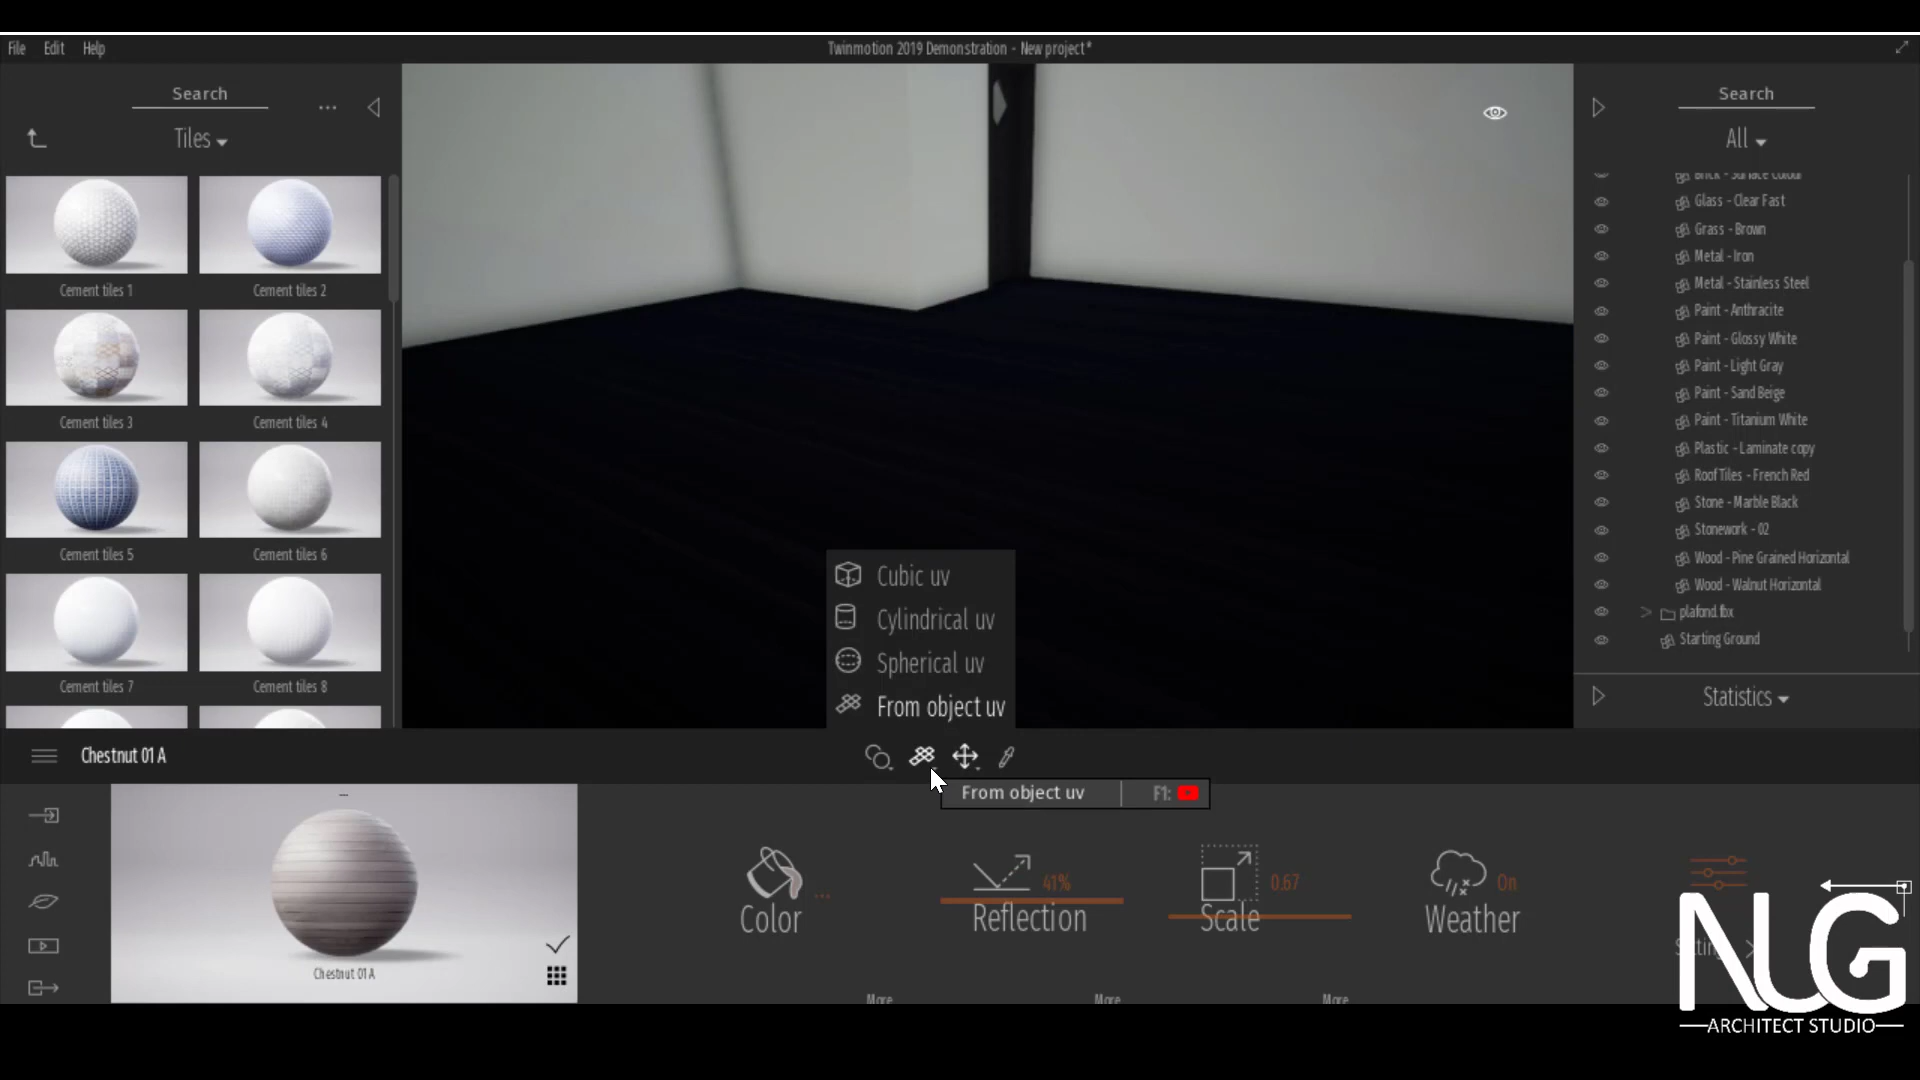 File Edit Help
Twinmotion 2019 Demonstration - New project*
Search
...
Tiles
Cement tiles 1
Cement tiles 2
Cement tiles 3
Cement tiles 4
Cement tiles 5
Cement tiles 6
Cement tiles 7
Cement tiles 8
Search
All
Brick - Surface Colour
Glass - Clear Fast
Grass - Brown
Metal - Iron
Metal - Stainless Steel
Paint - Anthracite
Paint - Glossy White
Paint - Light Gray
Paint - Sand Beige
Paint - Titanium White
Plastic - Laminate copy
Roof Tiles - French Red
Stone - Marble Black
Stonework - 02
Wood - Pine Grained Horizontal
Wood - Walnut Horizontal
plafond.fbx
Starting Ground
Statistics
Cubic uv
Cylindrical uv
Spherical uv
From object uv
Chestnut 01 A
From object uv F1:
Chestnut 01 A
Color ...
41%
Reflection
0.67
Scale
On
Weather
More
More
More
NLG
ARCHITECT STUDIO